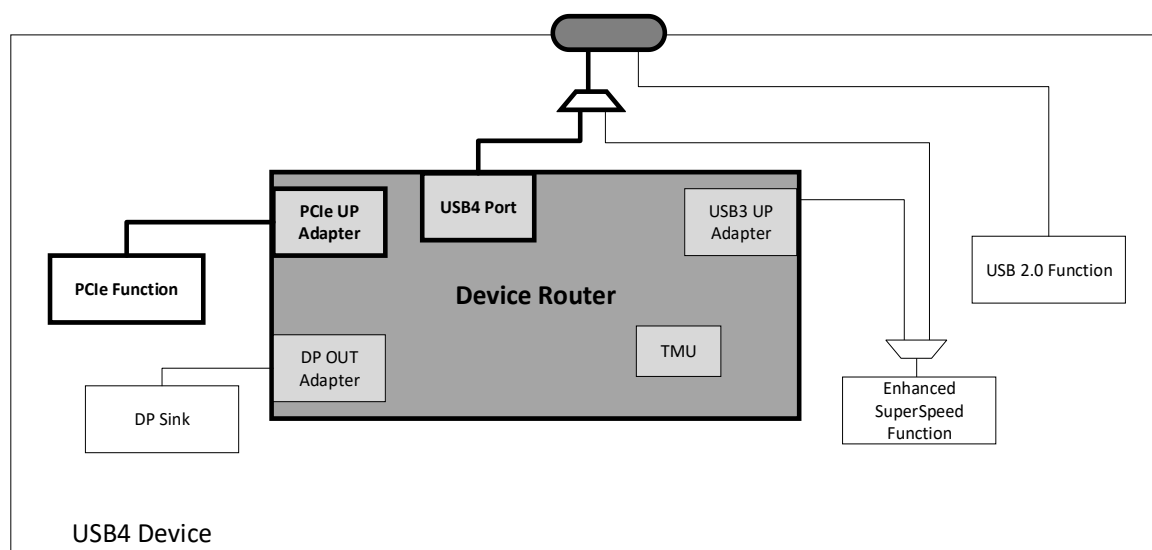 PCIe UP
Adapter
USB4 Port
USB3 UP
Adapter
PCIe Function
USB 2.0 Function
Device Router
DP OUT
Adapter
TMU
DP Sink
Enhanced
SuperSpeed
Function
USB4 Device